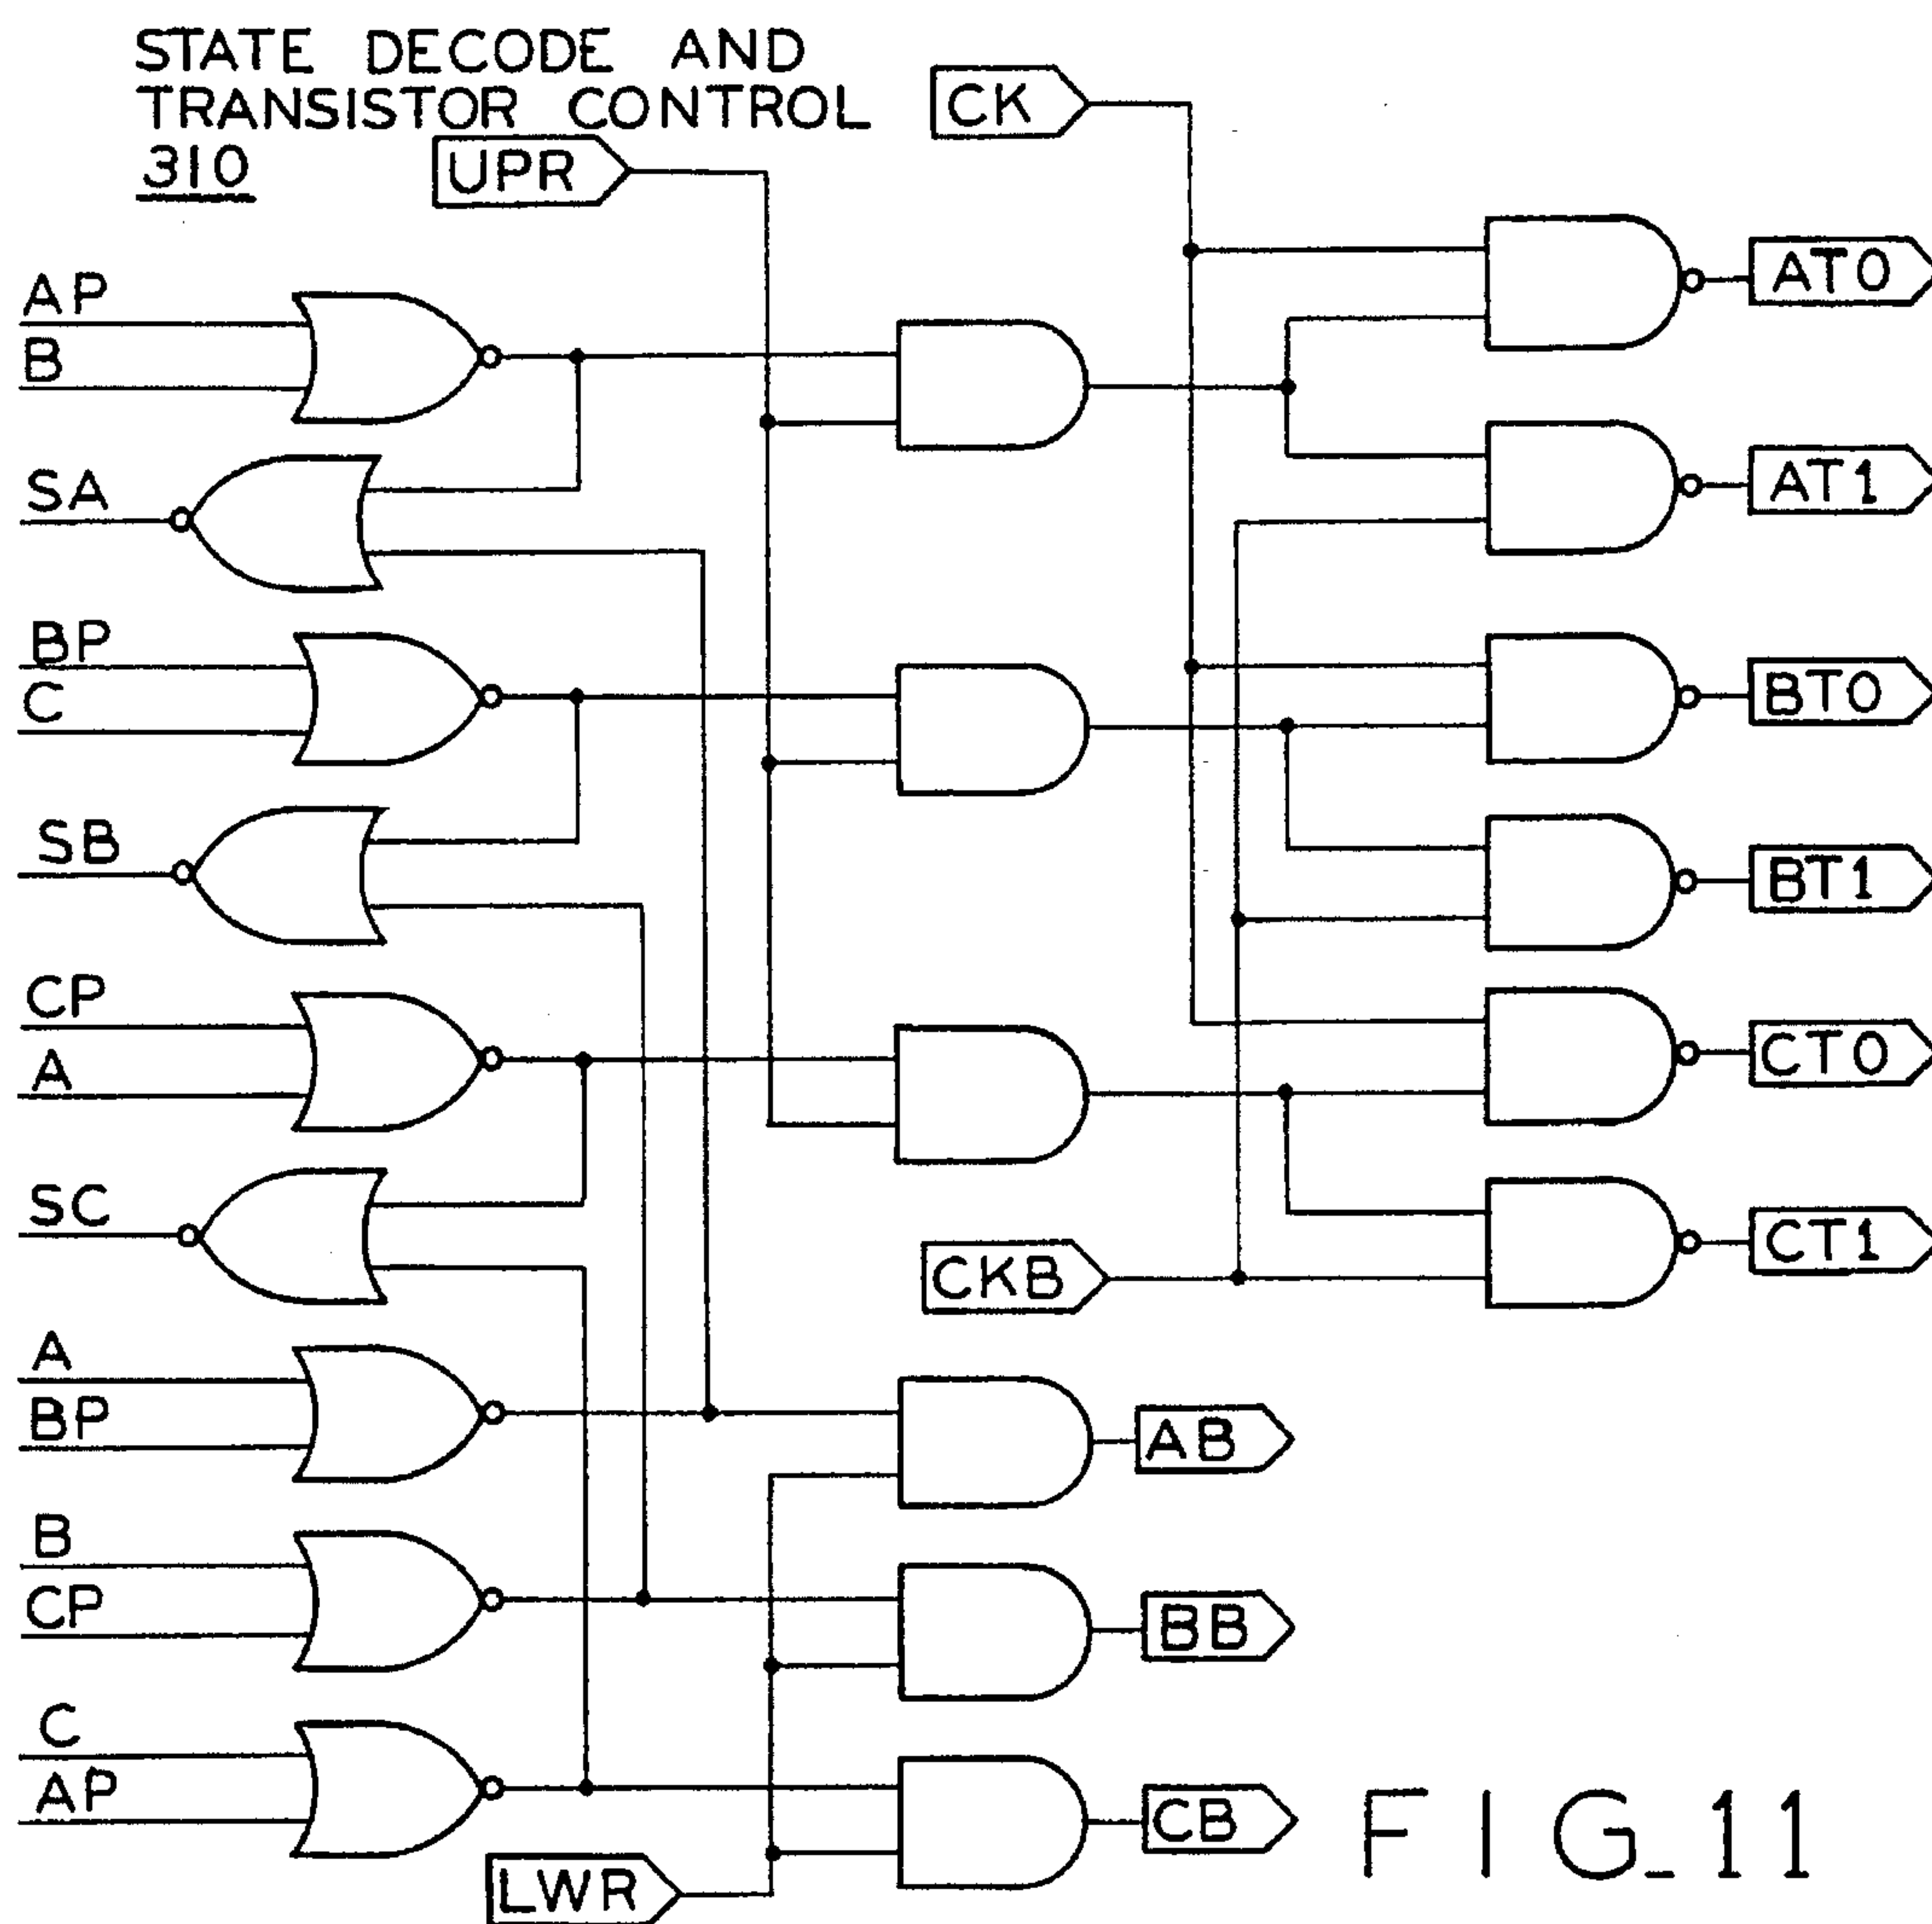 STATE DECODE AND
TRANSISTOR CONTROL
310
UPR
CK
AP
B
SA
BP
C
SB
CP
A
SC
A
BP
B
CP
C
AP
LWR
CKB
AT0
AT1
BT0
BT1
CT0
CT1
AB
BB
CB
FIG_11